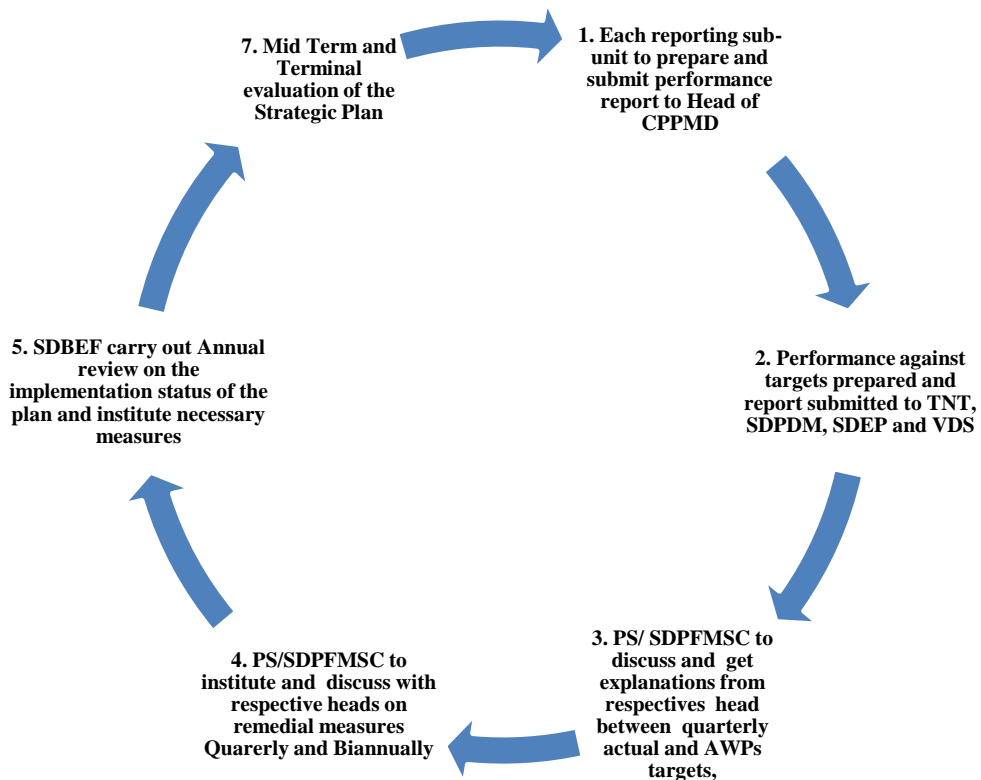 1. Each reporting sub-
unit to prepare and
submit performance
report to Head of
CPPMD
2. Performance against
targets prepared and
report submitted to TNT,
SDPDM, SDEP and VDS
3. PS/ SDPFMSC to
discuss and get
explanations from
respectives head
between quarterly
actual and AWPs
targets,
4. PS/SDPFMSC to
institute and discuss with
respective heads on
remedial measures
Quarerly and Biannually
5. SDBEF carry out Annual
review on the
implementation status of the
plan and institute necessary
measures
7. Mid Term and
Terminal
evaluation of the
Strategic Plan